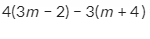 4(3m − 2) − 3(m + 4)